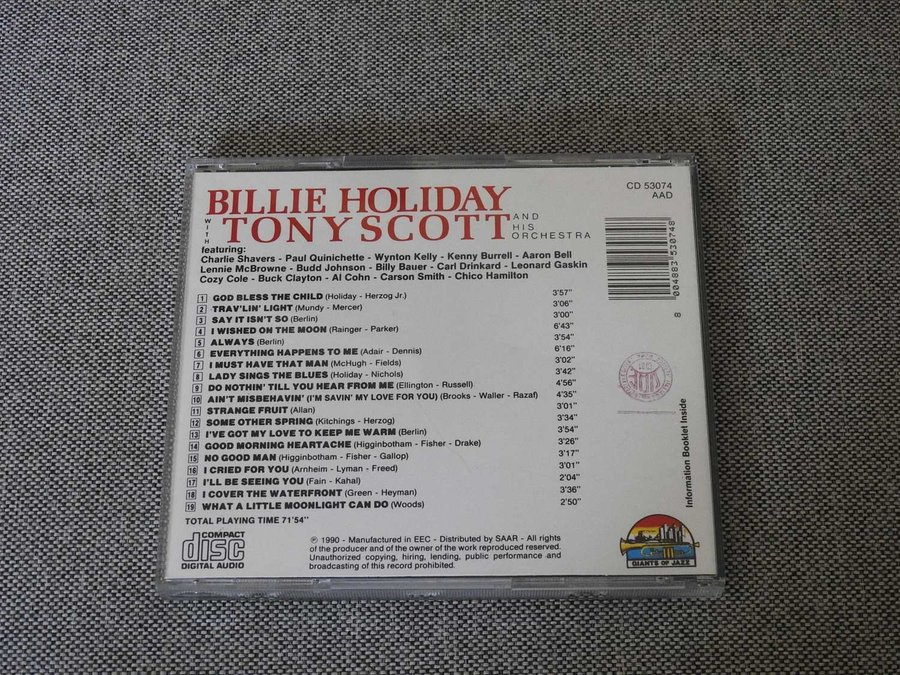 BILLIE HOLIDAY
WITH TONY SCOTT AND HIS ORCHESTRA
CD 53074
AAD
featuring:
Charlie Shavers - Paul Quinichette - Wynton Kelly - Kenny Burrell - Aaron Bell
Lennie McBrowne - Budd Johnson - Billy Bauer - Carl Drinkard - Leonard Gaskin
Cozy Cole - Buck Clayton - Al Cohn - Carson Smith - Chico Hamilton
8 004883 530748
8
1 GOD BLESS THE CHILD (Holiday - Herzog Jr.) 3'57"
2 TRAV'LIN' LIGHT (Mundy - Mercer) 3'06"
3 SAY IT ISN'T SO (Berlin) 3'00"
4 I WISHED ON THE MOON (Rainger - Parker) 6'43"
5 ALWAYS (Berlin) 3'54"
6 EVERYTHING HAPPENS TO ME (Adair - Dennis) 6'16"
7 I MUST HAVE THAT MAN (McHugh - Fields) 3'02"
8 LADY SINGS THE BLUES (Holiday - Nichols) 3'42"
9 DO NOTHIN' TILL YOU HEAR FROM ME (Ellington - Russell) 4'56"
10 AIN'T MISBEHAVIN' (I'M SAVIN' MY LOVE FOR YOU) (Brooks - Waller - Razaf) 4'35"
11 STRANGE FRUIT (Allan) 3'01"
12 SOME OTHER SPRING (Kitchings - Herzog) 3'34"
13 I'VE GOT MY LOVE TO KEEP ME WARM (Berlin) 3'54"
14 GOOD MORNING HEARTACHE (Higginbotham - Fisher - Drake) 3'26"
15 NO GOOD MAN (Higginbotham - Fisher - Gallop) 3'17"
16 I CRIED FOR YOU (Arnheim - Lyman - Freed) 3'01"
17 I'LL BE SEEING YOU (Fain - Kahal) 2'04"
18 I COVER THE WATERFRONT (Green - Heyman) 3'36"
19 WHAT A LITTLE MOONLIGHT CAN DO (Woods) 2'50"
TOTAL PLAYING TIME 71'54"
Information Booklet Inside
COMPACT
disc
DIGITAL AUDIO
℗ 1990 - Manufactured in EEC - Distributed by SAAR - All rights
of the producer and of the owner of the work reproduced reserved.
Unauthorized copying, hiring, lending, public performance and
broadcasting of this record prohibited.
GIANTS OF JAZZ